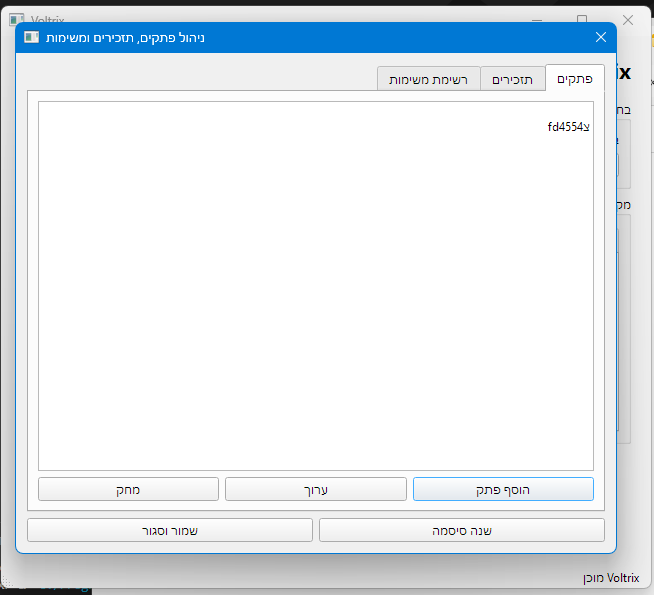 Voltrix
ניהול פתקים, תזכירים ומשימות
פתקים
תזכירים
רשימת משימות
fd4554צ
הוסף פתק
ערוך
מחק
שנה סיסמה
שמור וסגור
Voltrix מוכן